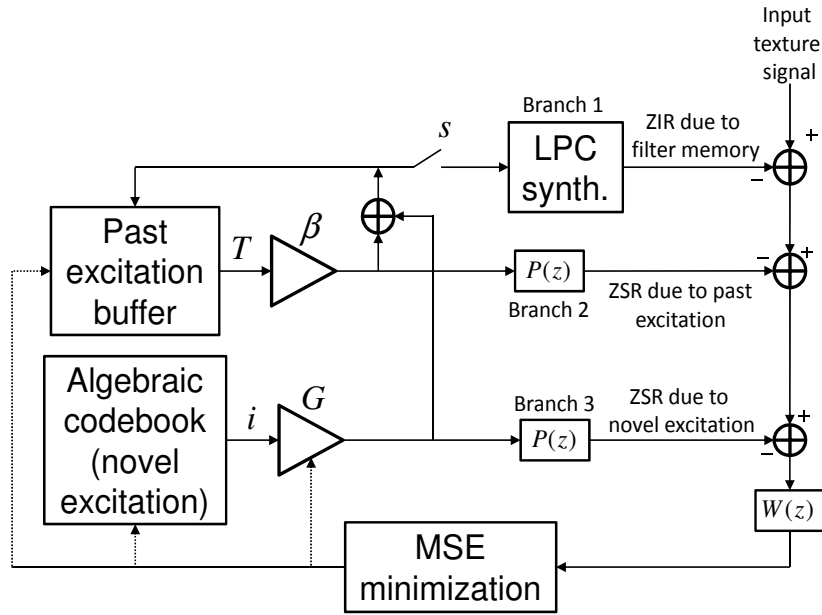 Input
texture
signal
Branch 1
s
LPC
synth.
ZIR due to
filter memory
+
−
Past
excitation
buffer
T
β
P(z)
Branch 2
ZSR due to past
excitation
−
+
Algebraic
codebook
(novel
excitation)
i
G
Branch 3
P(z)
ZSR due to
novel excitation
+
−
W(z)
MSE
minimization